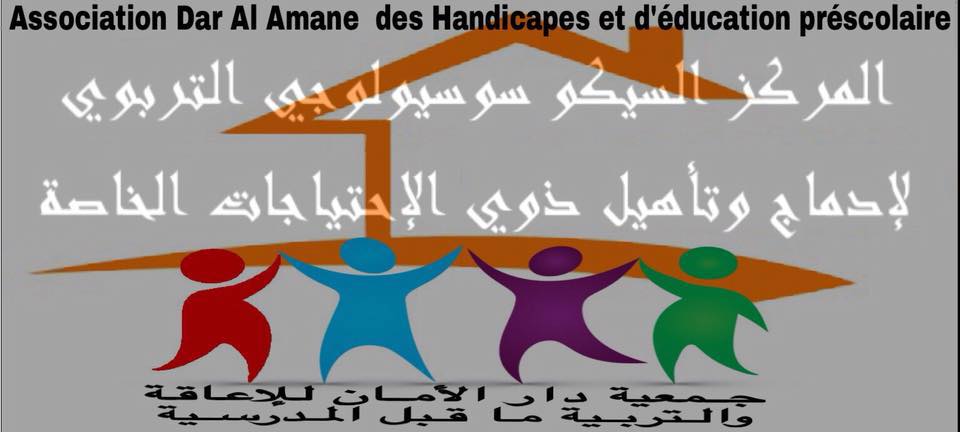 Association Dar Al Amane des Handicapes et d'éducation préscolaire
المركز السيكو سوسيولوجي التربوي
لإدماج وتأهيل ذوي الإحتياجات الخاصة
جمعية دار الأمان للإعاقة
والتربية ما قبل المدرسية